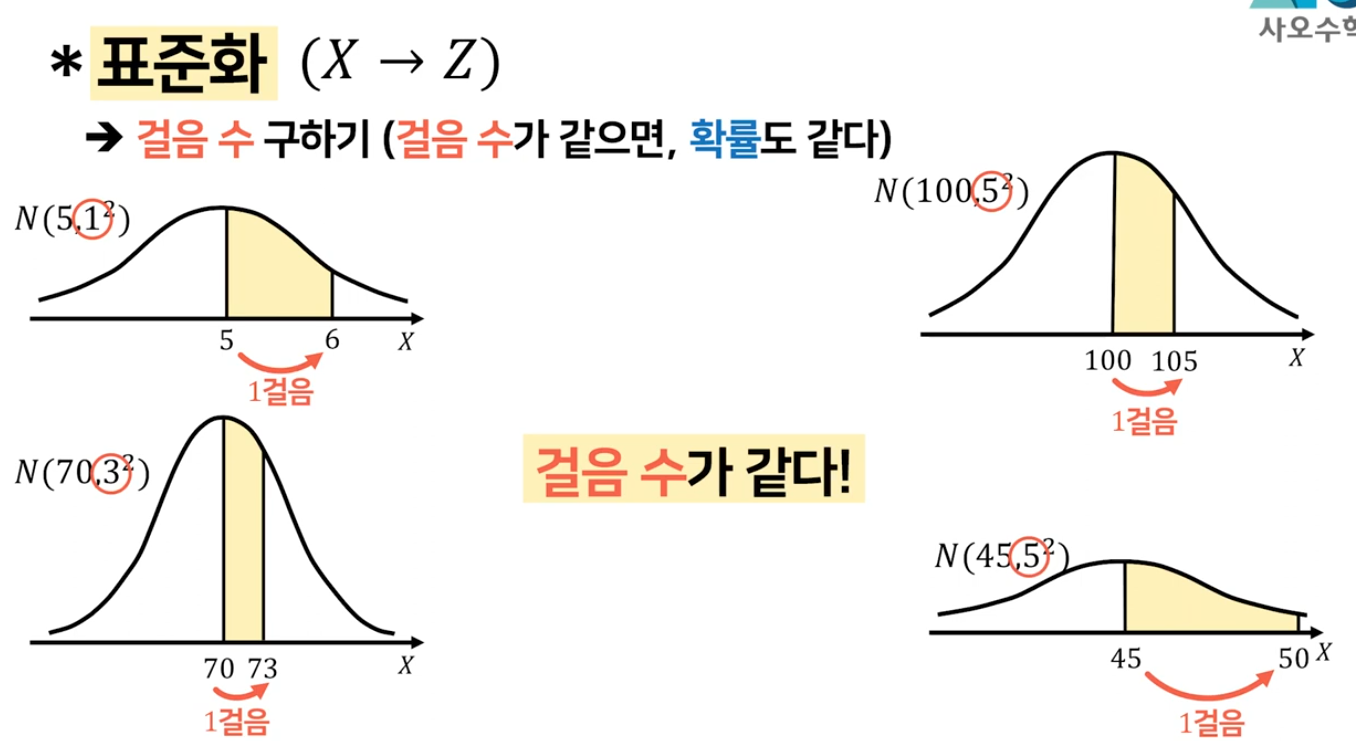 사오수학
* 표준화 (X → Z)
➔ 걸음 수 구하기 (걸음 수가 같으면, 확률도 같다)
N(5,1²)
5 6 X
1걸음
N(100,5²)
100 105 X
1걸음
N(70,3²)
70 73 X
1걸음
걸음 수가 같다!
N(45,5²)
45 50 X
1걸음